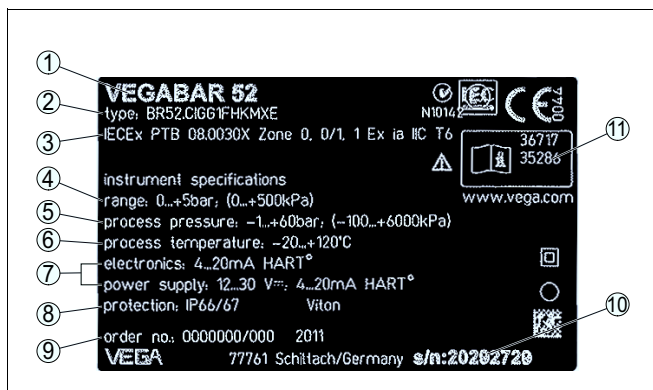 1
VEGABAR 52
2
type: BR52.CIGG1FHKMXE
N10142
IEC
CE 0044
3
IECEx PTB 08.0030X Zone 0, 0/1, 1 Ex ia IIC T6
11
36717
35286
www.vega.com
instrument specifications
4
range: 0...+5bar; (0...+500kPa)
5
process pressure: -1...+60bar; (-100...+6000kPa)
6
process temperature: -20...+120°C
7
electronics: 4...20mA HART®
power supply: 12...30 V⎓; 4...20mA HART®
8
protection: IP66/67 Viton
10
9
order no.: 0000000/000 2011
VEGA 77761 Schiltach/Germany s/n:20202720